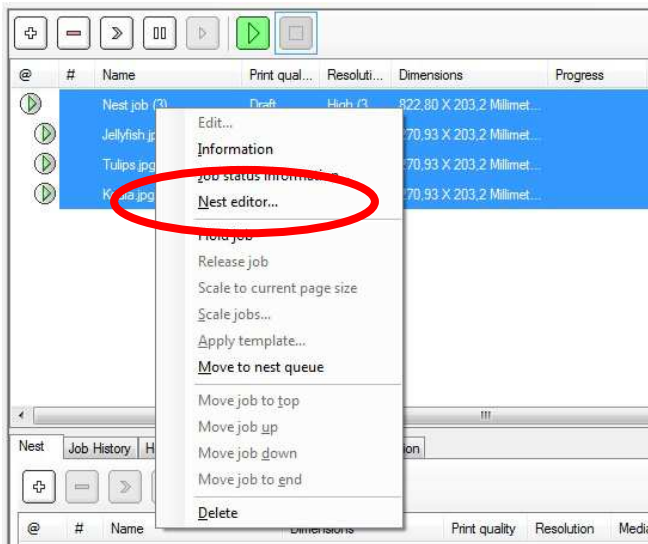 @ # Name Print qual... Resoluti... Dimensions Progress
Nest job (3) Draft High (3 822,80 X 203,2 Millimet...
Jellyfish.jp 270,93 X 203,2 Millimet...
Tulips.jpg 270,93 X 203,2 Millimet...
Koala.jpg 270,93 X 203,2 Millimet...
Edit...
Information
Job status information
Nest editor...
Hold job
Release job
Scale to current page size
Scale jobs...
Apply template...
Move to nest queue
Move job to top
Move job up
Move job down
Move job to end
Delete
Nest Job History H ion
@ # Name Dimensions Print quality Resolution Media